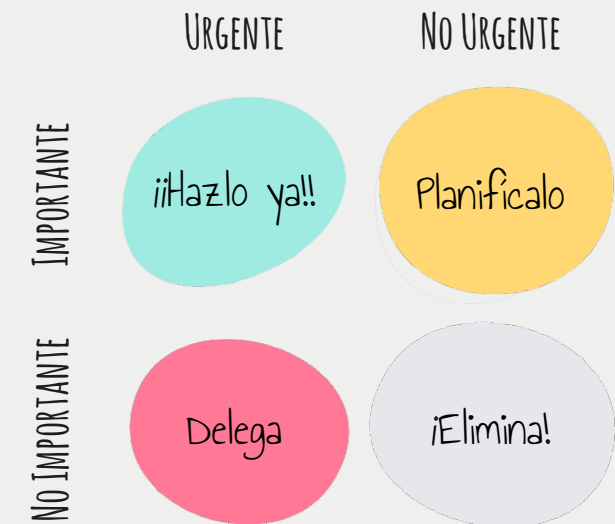 URGENTE
NO URGENTE
IMPORTANTE
¡¡Hazlo ya!!
Planifícalo
NO IMPORTANTE
Delega
¡Elimina!